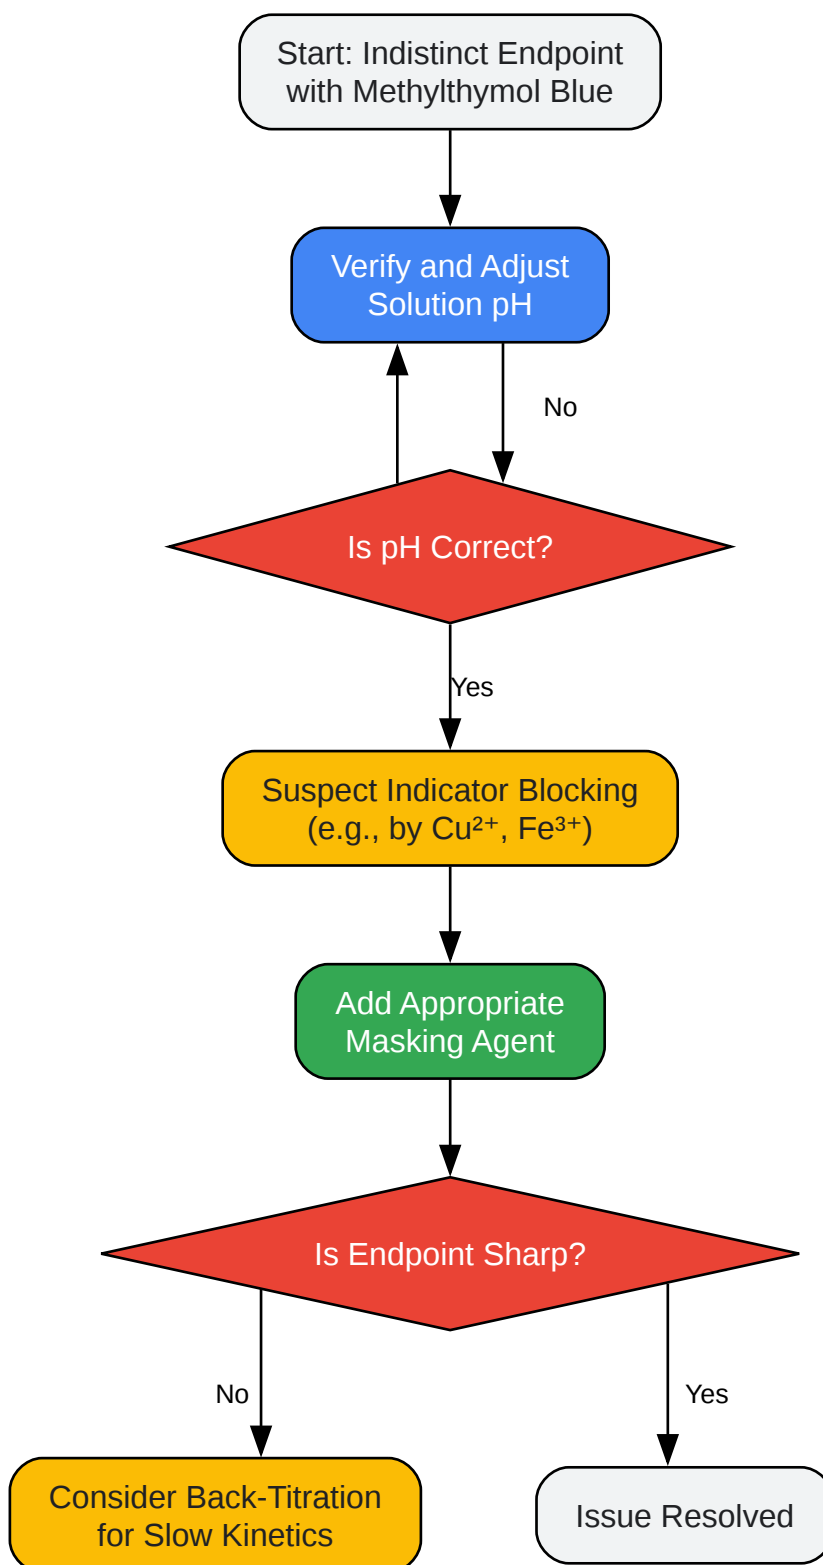 Start: Indistinct Endpoint
with Methylthymol Blue
Verify and Adjust
Solution pH
No
Is pH Correct?
Yes
Suspect Indicator Blocking
(e.g., by Cu²⁺, Fe³⁺)
Add Appropriate
Masking Agent
Is Endpoint Sharp?
No
Yes
Consider Back-Titration
for Slow Kinetics
Issue Resolved